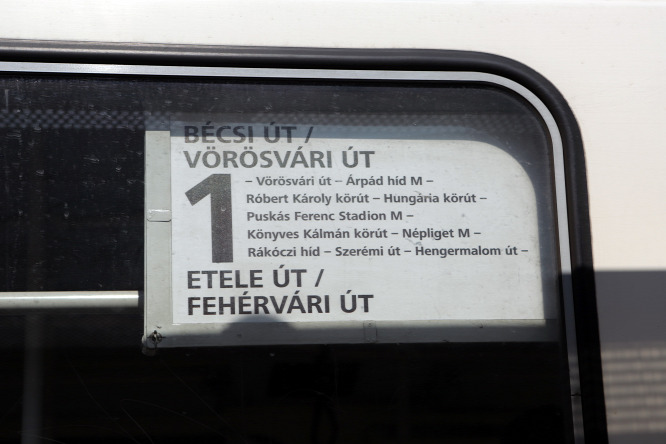 BÉCSI ÚT /
VÖRÖSVÁRI ÚT
1
– Vörösvári út – Árpád híd M –
Róbert Károly körút – Hungária körút –
Puskás Ferenc Stadion M –
Könyves Kálmán körút – Népliget M –
Rákóczi híd – Szerémi út – Hengermalom út –
ETELE ÚT /
FEHÉRVÁRI ÚT